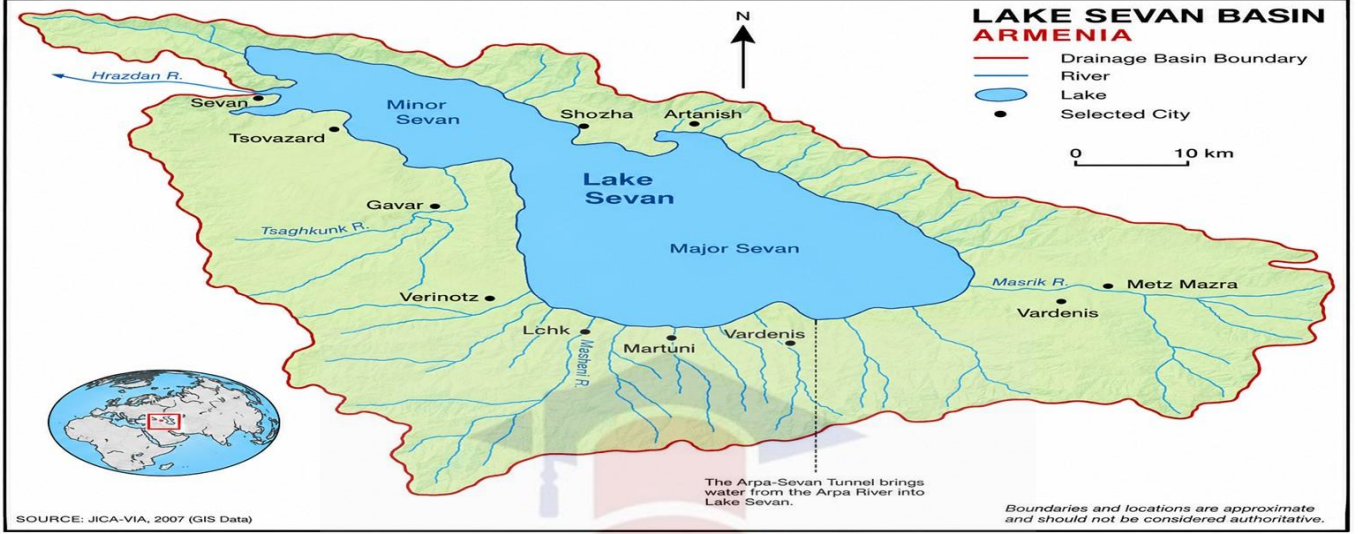 N
LAKE SEVAN BASIN
ARMENIA
Drainage Basin Boundary
River
Lake
Selected City
0 10 km
Hrazdan R.
Sevan
Minor
Sevan
Tsovazard
Shozha
Artanish
Lake
Sevan
Gavar
Tsaghkunk R.
Major Sevan
Masrik R.
Metz Mazra
Verinotz
Vardenis
Lchk
Masheni R.
Martuni
Vardenis
The Arpa-Sevan Tunnel brings
water from the Arpa River into
Lake Sevan.
SOURCE: JICA-VIA, 2007 (GIS Data)
Boundaries and locations are approximate
and should not be considered authoritative.